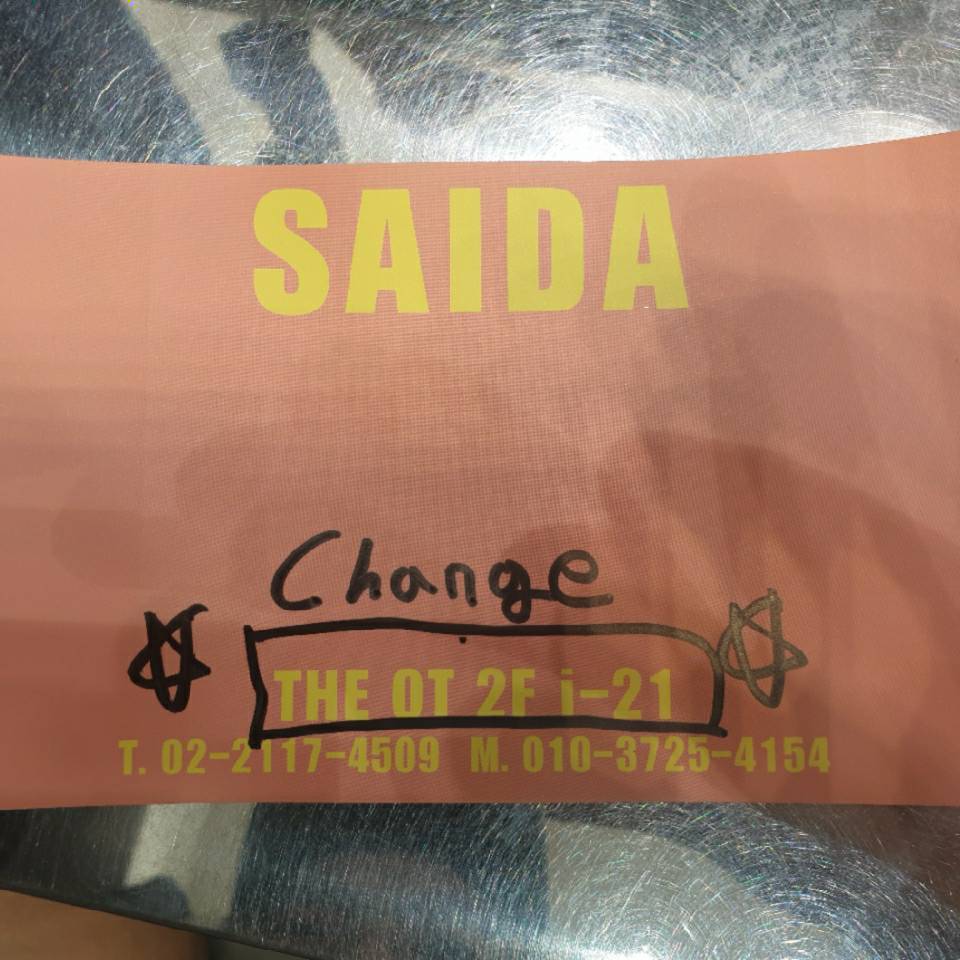 SAIDA
Change
THE OT 2F i-21
T. 02-2117-4509 M. 010-3725-4154